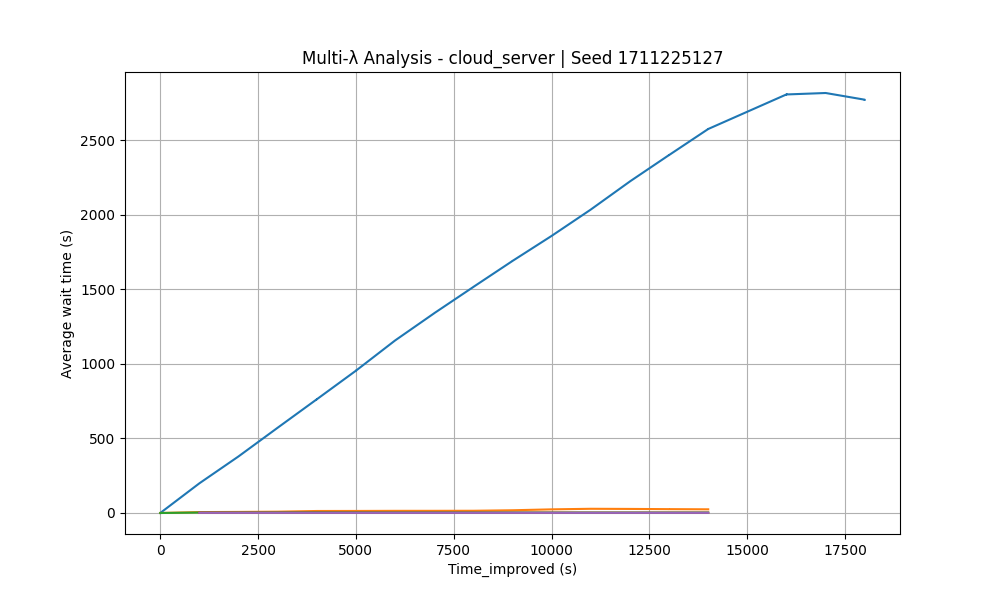 Multi-λ Analysis - cloud_server | Seed 1711225127
Average wait time (s)
2500
2000
1500
1000
500
0
0 2500 5000 7500 10000 12500 15000 17500
Time_improved (s)